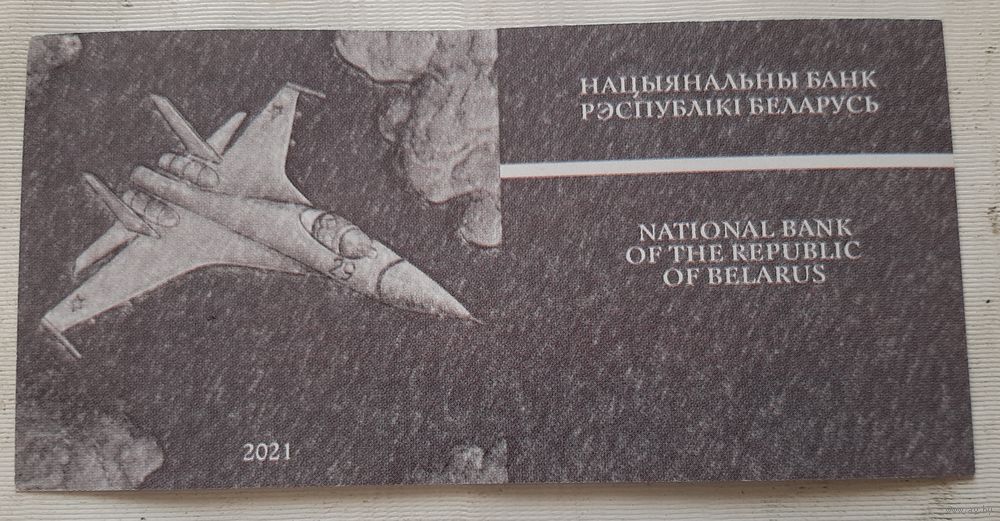 НАЦЫЯНАЛЬНЫ БАНК
РЭСПУБЛІКІ БЕЛАРУСЬ
NATIONAL BANK
OF THE REPUBLIC
OF BELARUS
2021